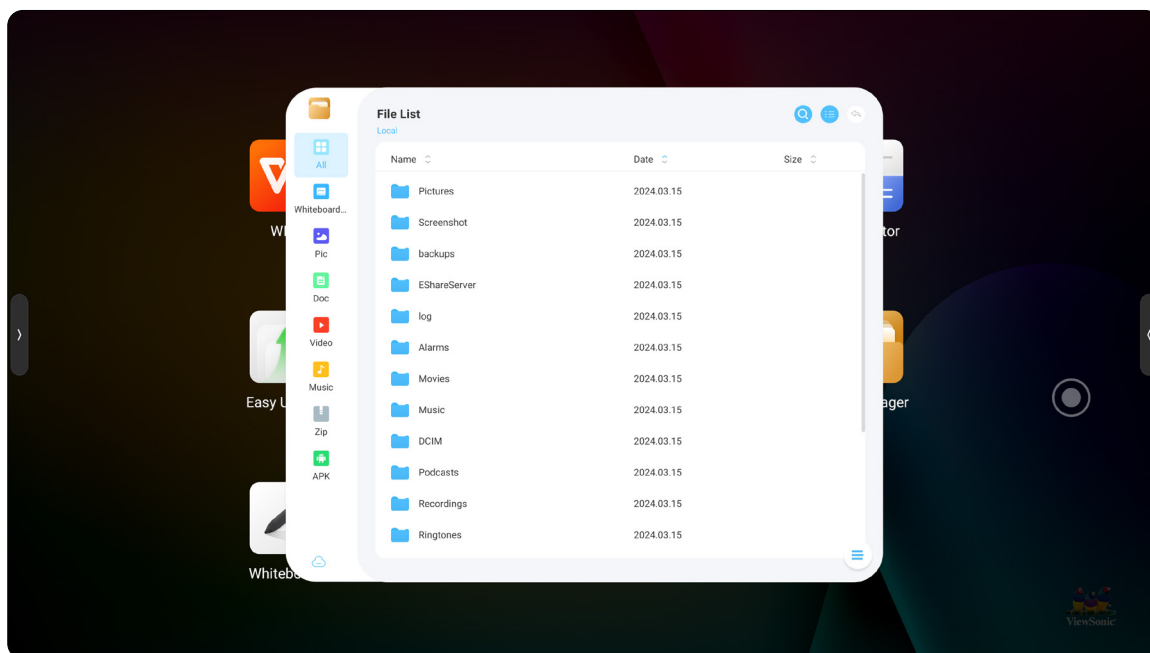 File List
Local
All
Whiteboard...
Pic
Doc
Video
Music
Zip
APK
Name Date Size
Pictures 2024.03.15
Screenshot 2024.03.15
backups 2024.03.15
EShareServer 2024.03.15
log 2024.03.15
Alarms 2024.03.15
Movies 2024.03.15
Music 2024.03.15
DCIM 2024.03.15
Podcasts 2024.03.15
Recordings 2024.03.15
Ringtones 2024.03.15
W
tor
Easy U
ager
Whitebo
ViewSonic